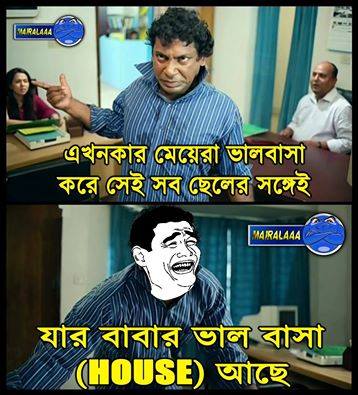 MAJRALAAA
এখনকার মেয়েরা ভালবাসা
করে সেই সব ছেলের সঙ্গেই
MAJRALAAA
যার বাবার ভাল বাসা
(HOUSE) আছে